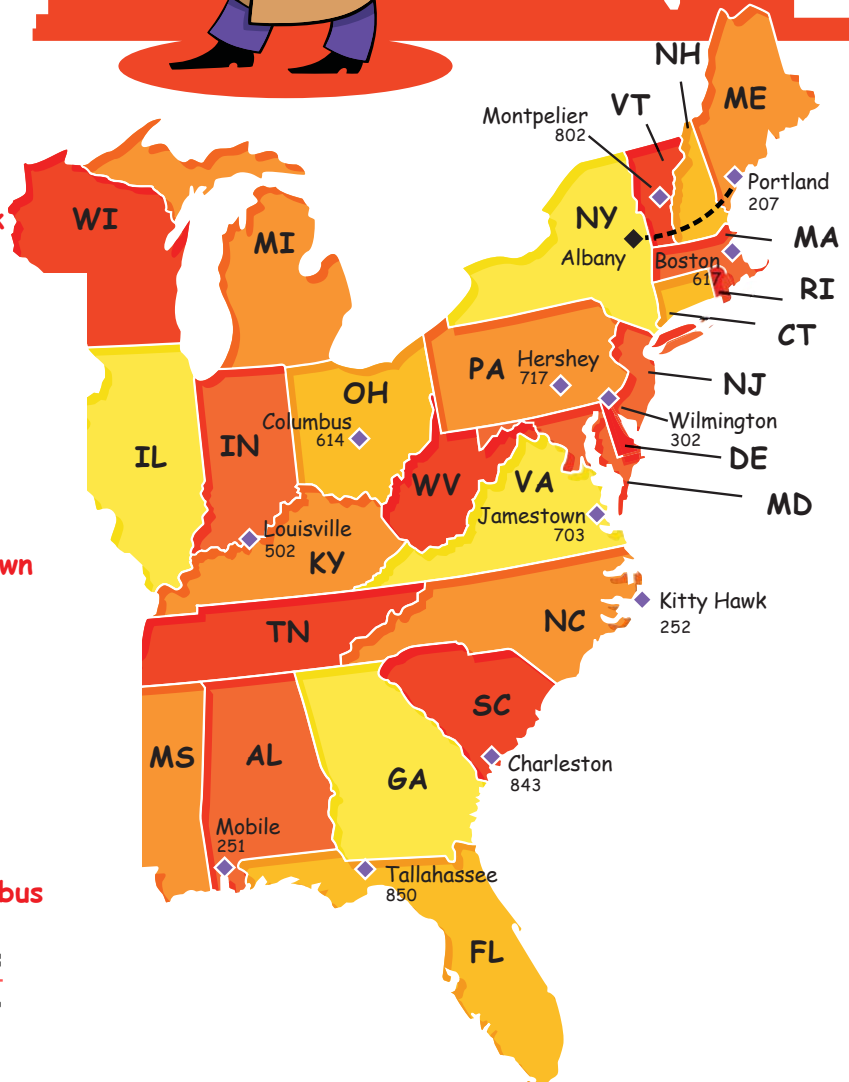 NH
ME
VT
Montpelier
802
Portland
207
WI
NY
MI
MA
Albany
Boston
617
RI
CT
PA
Hershey
717
NJ
OH
Wilmington
302
Columbus
614
IN
IL
DE
WV
VA
MD
Jamestown
703
Louisville
502
KY
wn
Kitty Hawk
252
NC
TN
SC
MS
AL
Charleston
843
GA
Mobile
251
Tallahassee
850
bus
FL